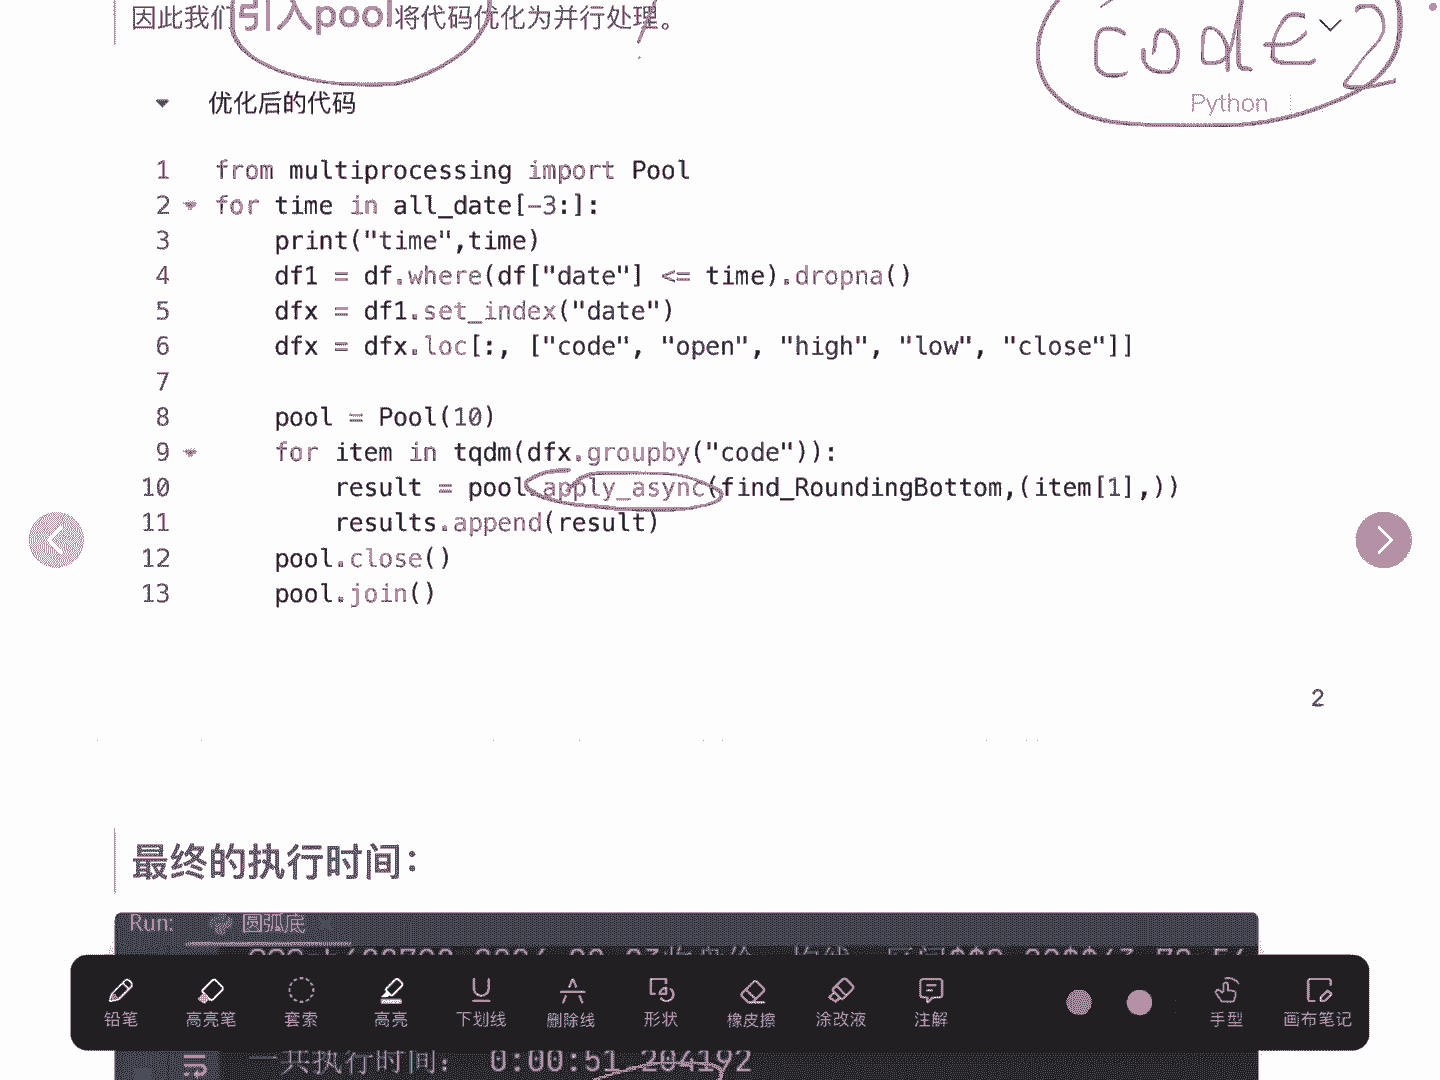 因此我们引入pool将代码优化为并行处理。
code 2
优化后的代码
Python
1 from multiprocessing import Pool
2 for time in all_date[-3:]:
3     print("time",time)
4     df1 = df.where(df["date"] <= time).dropna()
5     dfx = df1.set_index("date")
6     dfx = dfx.loc[:, ["code", "open", "high", "low", "close"]]
7
8     pool = Pool(10)
9     for item in tqdm(dfx.groupby("code")):
10         result = pool.apply_async(find_RoundingBottom,(item[1],))
11         results.append(result)
12     pool.close()
13     pool.join()
2
最终的执行时间：
Run: 圆弧底
铅笔 高亮笔 套索 高亮 下划线 删除线 形状 橡皮擦 涂改液 注解 手型 画布笔记
一共执行时间： 0:00:51.204192